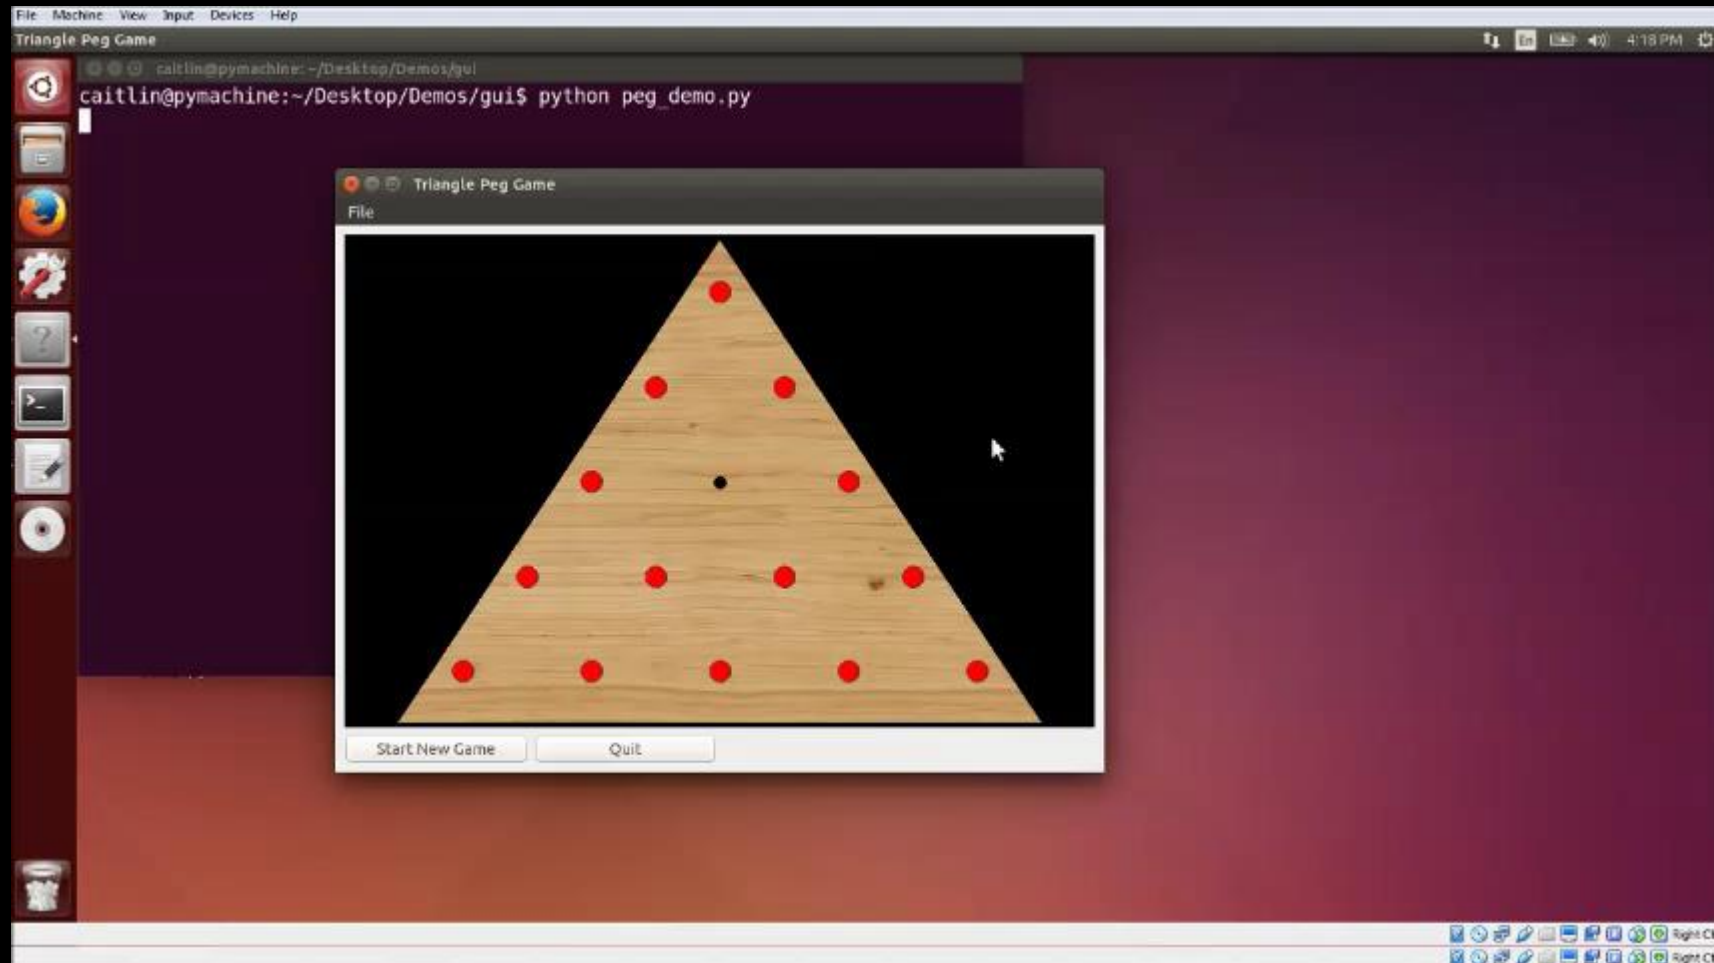 File Machine View Input Devices Help
Triangle Peg Game
En
4:18 PM
caitlin@pymachine: ~/Desktop/Demos/gui
caitlin@pymachine:~/Desktop/Demos/gui$ python peg_demo.py
Triangle Peg Game
File
Start New Game
Quit